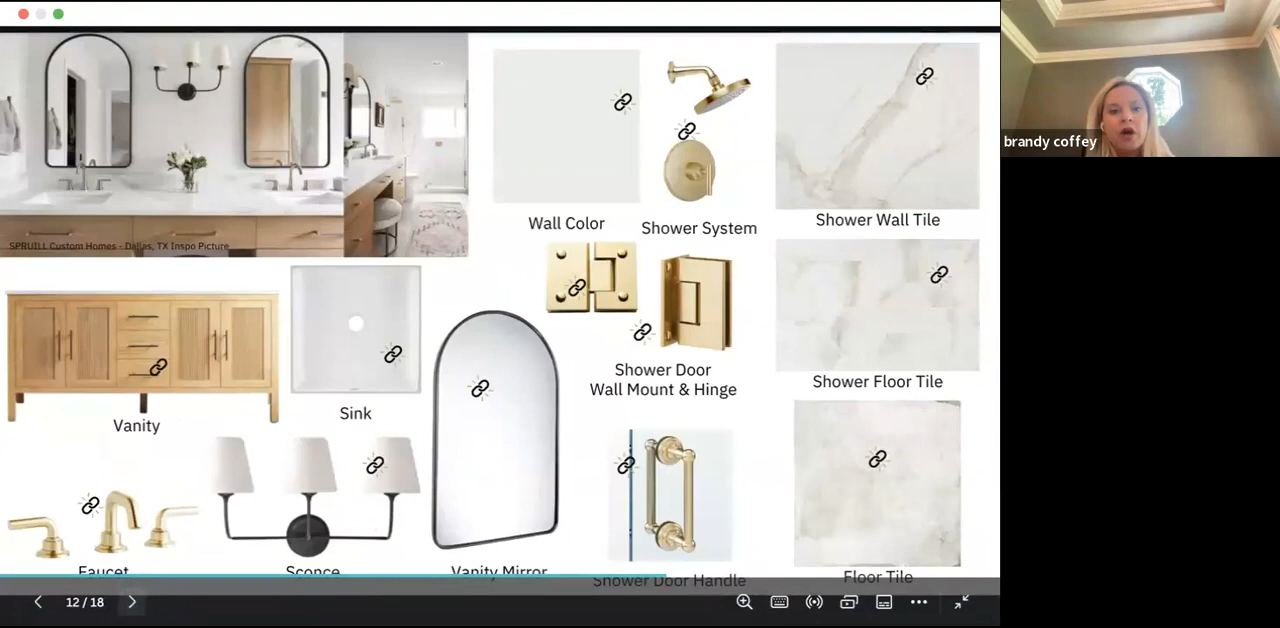 SPRUILL Custom Homes - Dallas, TX Inspo Picture
Wall Color
Shower System
Shower Wall Tile
Shower Door
Wall Mount & Hinge
Shower Floor Tile
Vanity
Sink
Faucet
Sconce
Vanity Mirror
Shower Door Handle
Floor Tile
12 / 18
brandy coffey